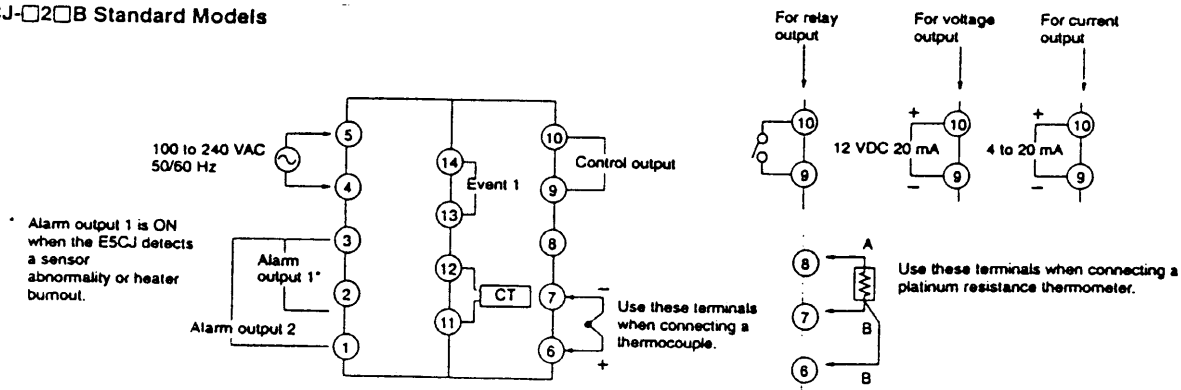 J-□2□B Standard Models
For relay
output
For voltage
output
For current
output
100 to 240 VAC
50/60 Hz
5
4
3
2
1
14
13
12
11
Event 1
CT
10
9
8
7
6
Control output
* Alarm output 1 is ON
when the E5CJ detects
a sensor
abnormality or heater
burnout.
Alarm
output 1*
Alarm output 2
−
+
Use these terminals
when connecting a
thermocouple.
10
9
12 VDC 20 mA
+
10
9
−
4 to 20 mA
+
10
9
−
8
7
6
A
B
B
Use these terminals when connecting a
platinum resistance thermometer.